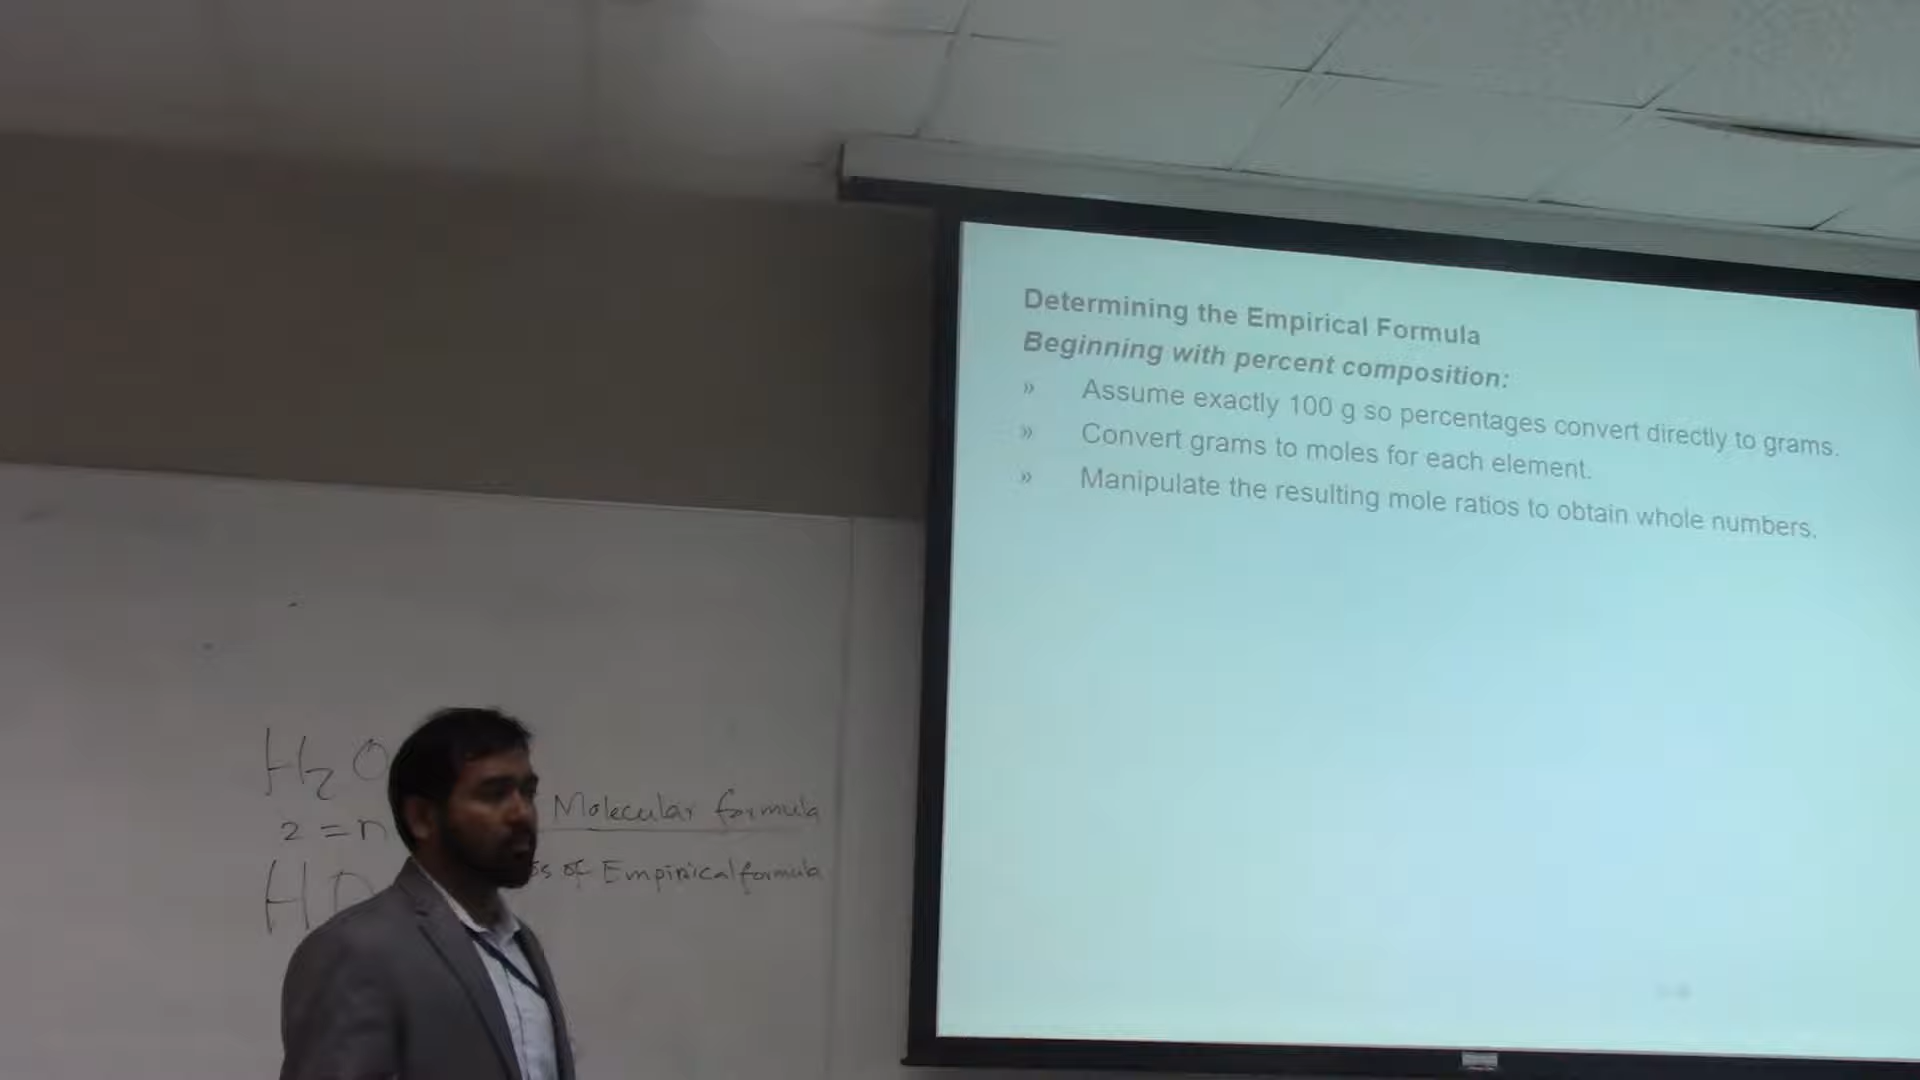 Determining the Empirical Formula
Beginning with percent composition:
» Assume exactly 100 g so percentages convert directly to grams.
» Convert grams to moles for each element.
» Manipulate the resulting mole ratios to obtain whole numbers.
H₂O
2 = n
HO
Molecular formula
of Empirical formula